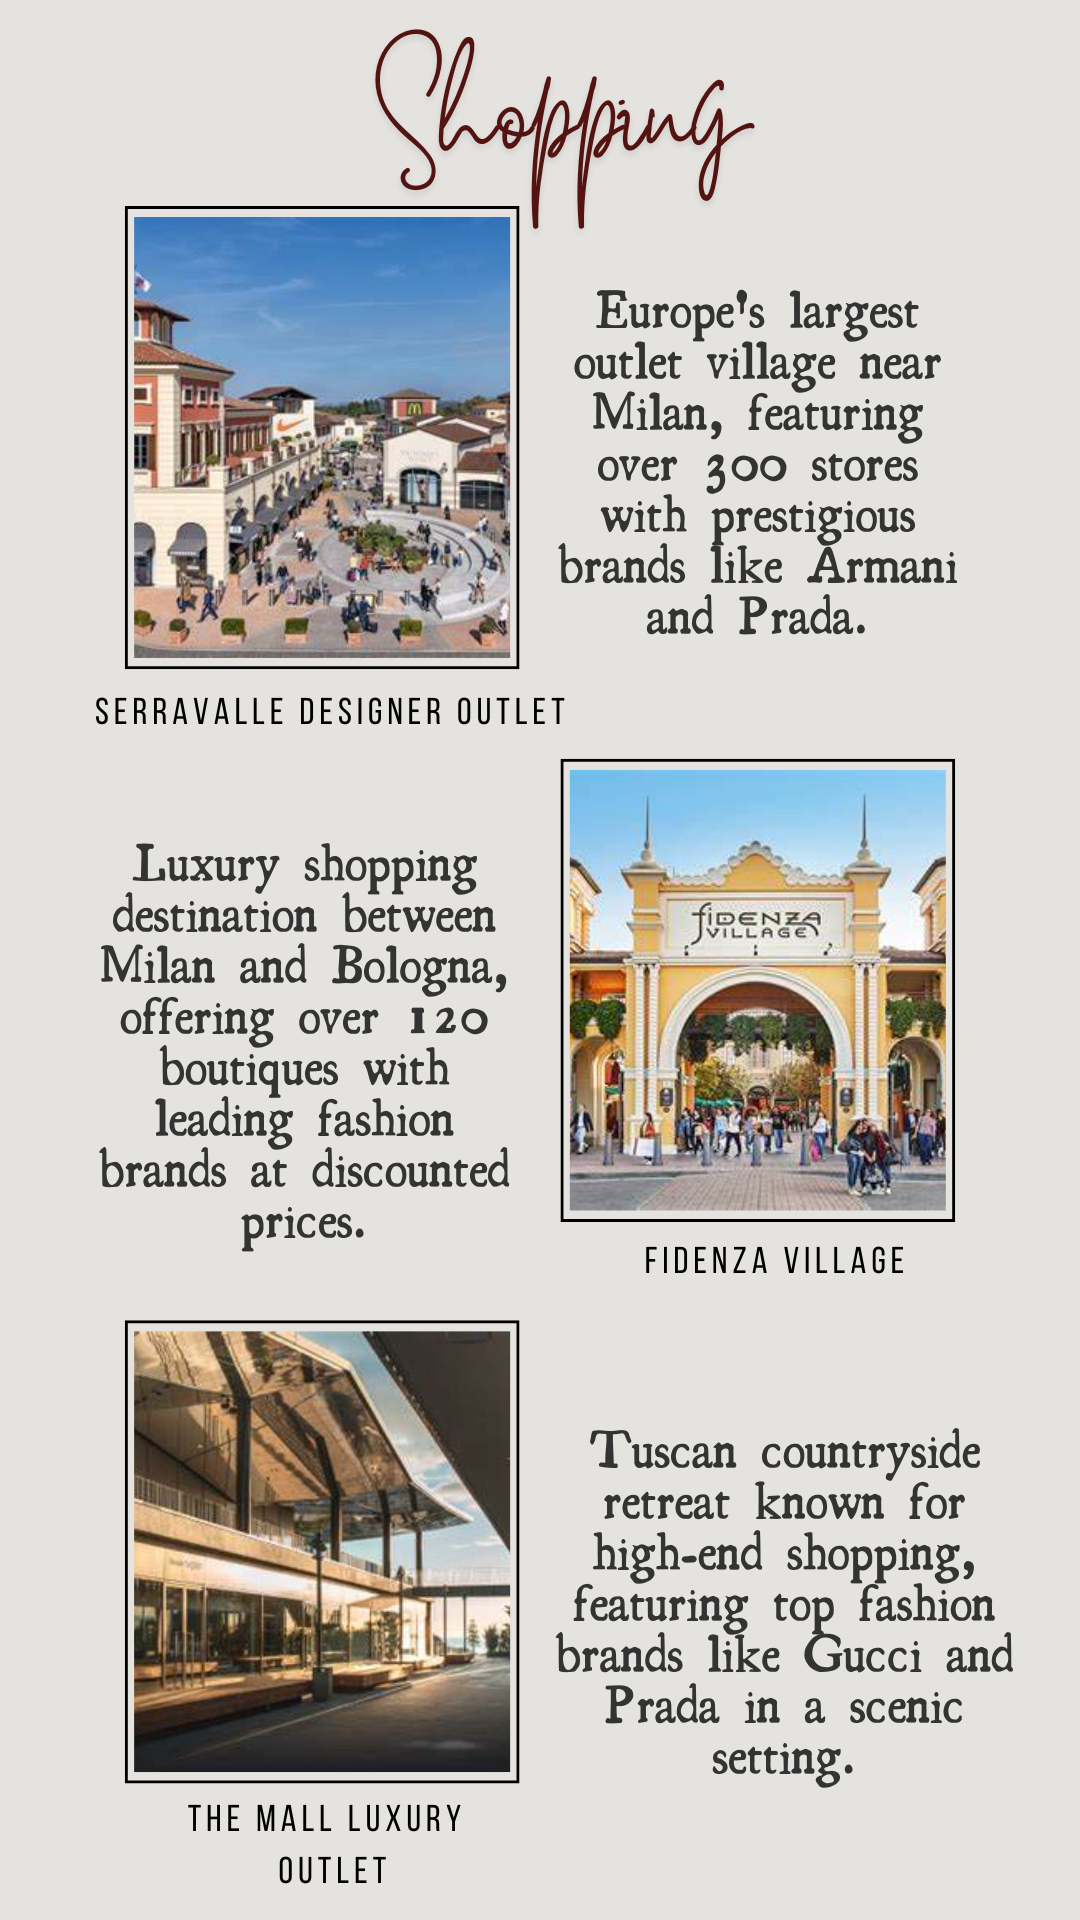 Shopping
Europe's largest
outlet village near
Milan, featuring
over 300 stores
with prestigious
brands like Armani
and Prada.
SERRAVALLE DESIGNER OUTLET
Luxury shopping
destination between
Milan and Bologna,
offering over 120
boutiques with
leading fashion
brands at discounted
prices.
FIDENZA
VILLAGE
FIDENZA VILLAGE
Tuscan countryside
retreat known for
high-end shopping,
featuring top fashion
brands like Gucci and
Prada in a scenic
setting.
THE MALL LUXURY
OUTLET